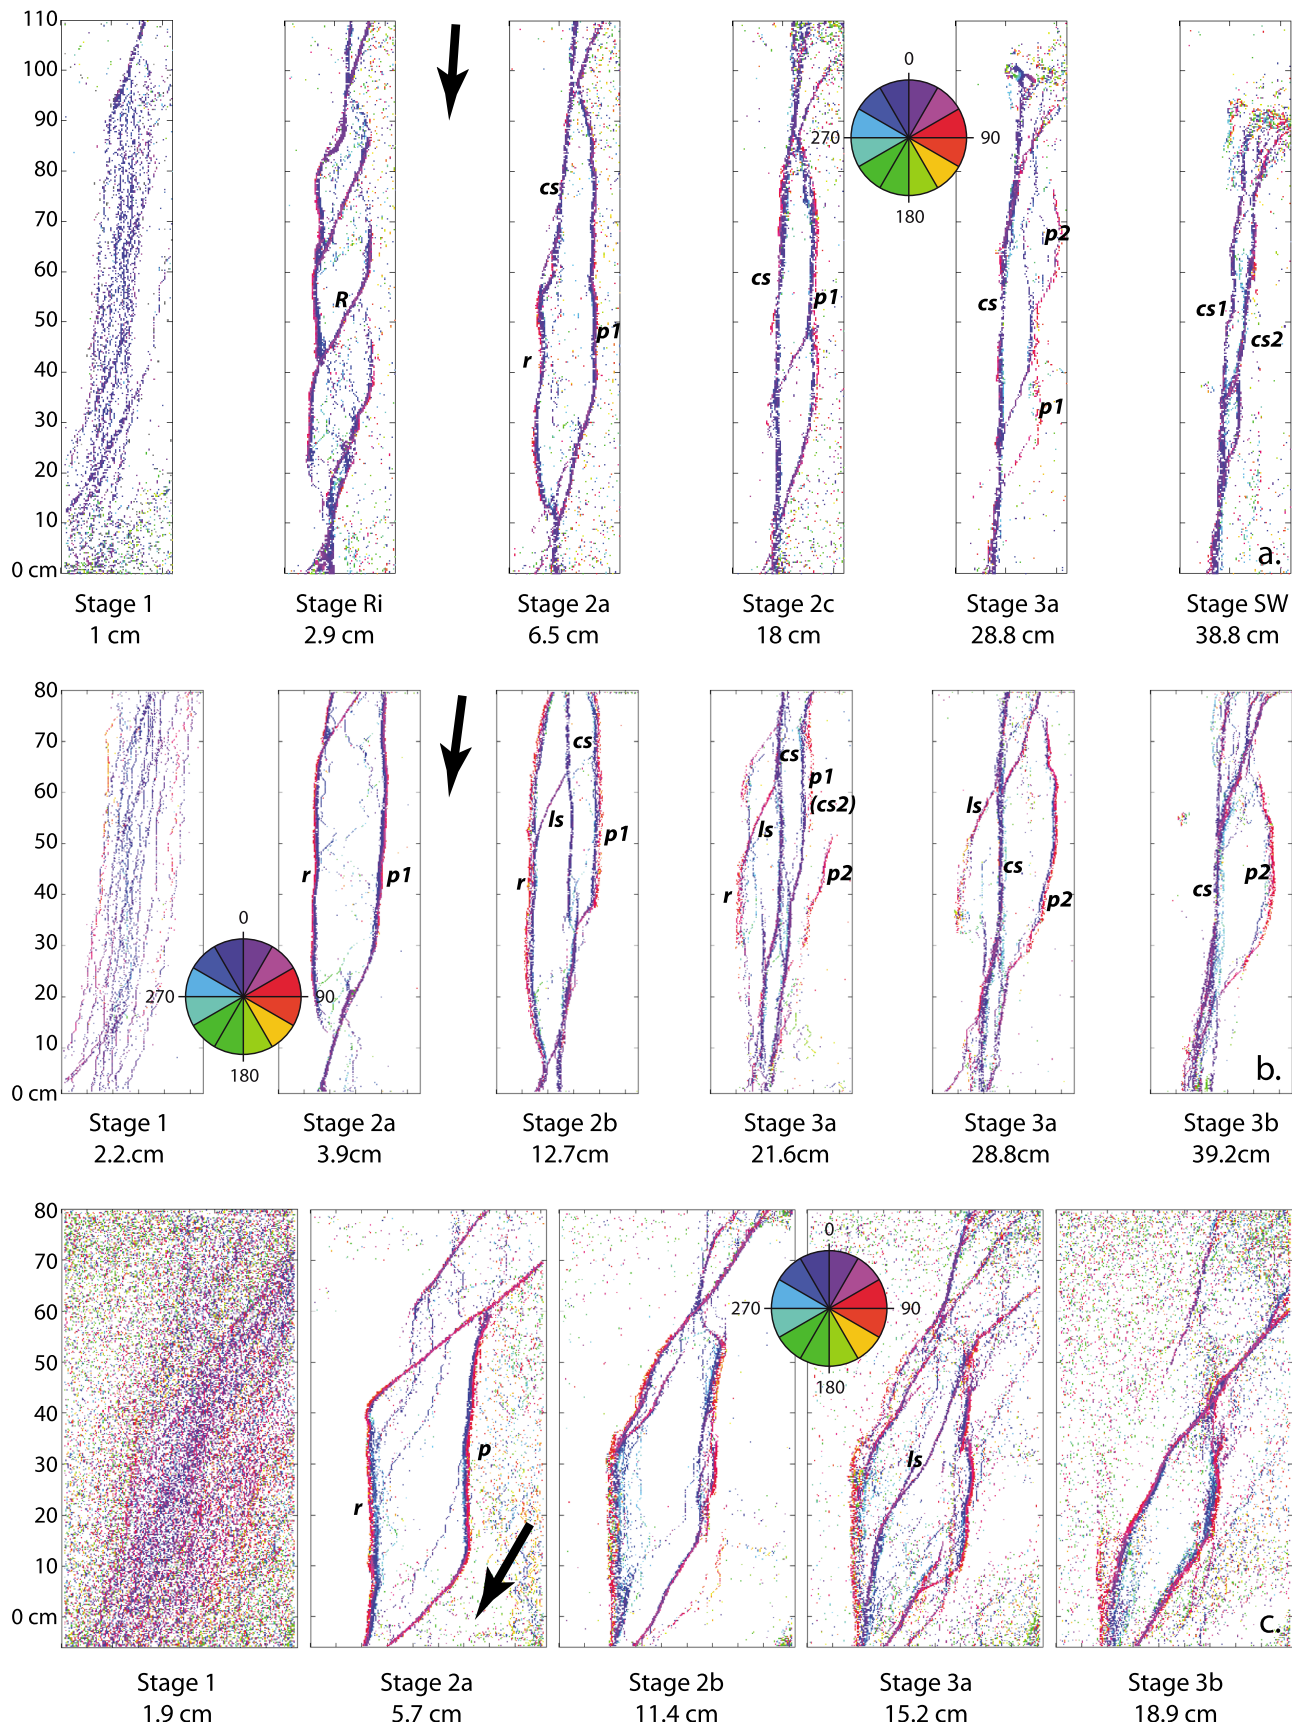 110
100
90
80
70
60
50
40
30
20
10
0 cm
0
90
180
270
R
cs
r
p1
cs
p1
cs
p2
p1
cs1
cs2
a.
Stage 1
1 cm
Stage Ri
2.9 cm
Stage 2a
6.5 cm
Stage 2c
18 cm
Stage 3a
28.8 cm
Stage SW
38.8 cm
80
70
60
50
40
30
20
10
0 cm
0
90
180
270
r
p1
cs
ls
r
p1
cs
p1
(cs2)
ls
r
p2
ls
cs
p2
cs
p2
b.
Stage 1
2.2.cm
Stage 2a
3.9cm
Stage 2b
12.7cm
Stage 3a
21.6cm
Stage 3a
28.8cm
Stage 3b
39.2cm
80
70
60
50
40
30
20
10
0 cm
0
90
180
270
r
p
ls
c.
Stage 1
1.9 cm
Stage 2a
5.7 cm
Stage 2b
11.4 cm
Stage 3a
15.2 cm
Stage 3b
18.9 cm